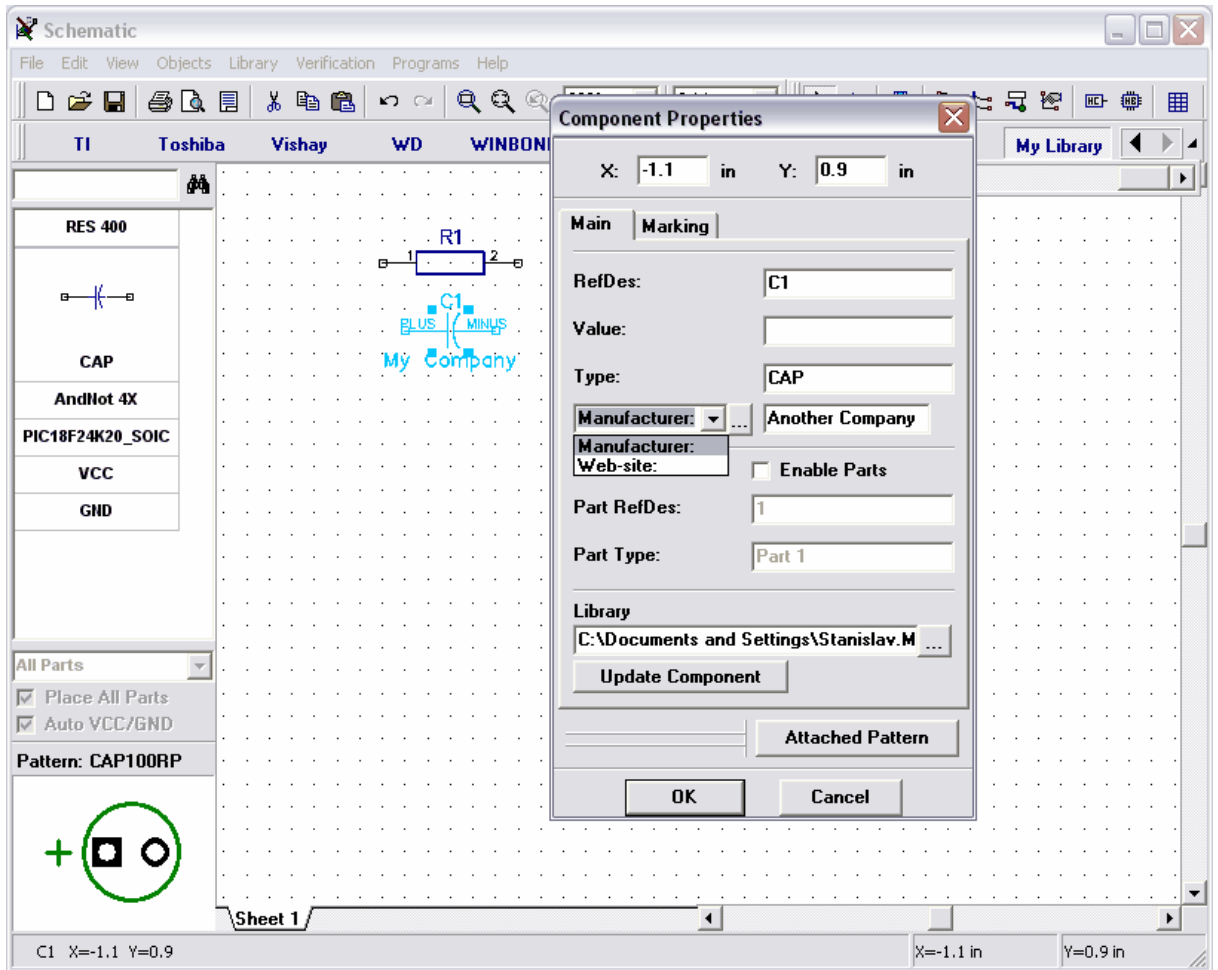 Schematic
File Edit View Objects Library Verification Programs Help
TI Toshiba Vishay WD My Library
RES 400
CAP
AndNot 4X
PIC18F24K20_SOIC
VCC
GND
All Parts
Place All Parts
Auto VCC/GND
Pattern: CAP100RP
R1
1 2
C1
PLUS MINUS
My Company
Component Properties
X: -1.1 in Y: 0.9 in
Main Marking
RefDes: C1
Value:
Type: CAP
Manufacturer: ... Another Company
Manufacturer:
Web-site:
Enable Parts
Part RefDes: 1
Part Type: Part 1
Library
C:\Documents and Settings\Stanislav.M ...
Update Component
Attached Pattern
OK Cancel
Sheet 1
C1 X=-1.1 Y=0.9 X=-1.1 in Y=0.9 in